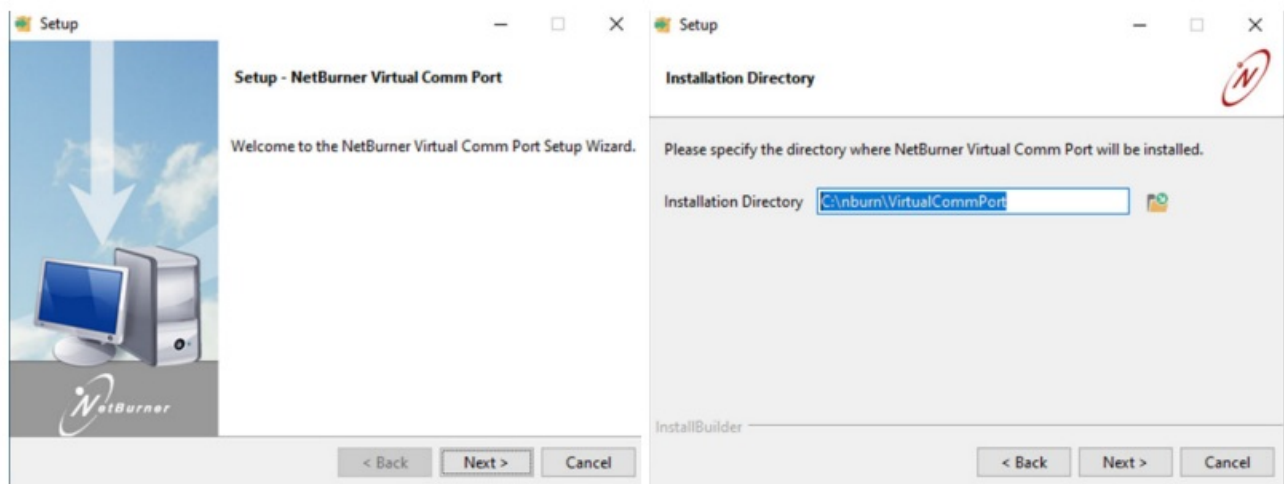 Setup
Setup - NetBurner Virtual Comm Port
Welcome to the NetBurner Virtual Comm Port Setup Wizard.
NetBurner
< Back
Next >
Cancel
Setup
Installation Directory
N
Please specify the directory where NetBurner Virtual Comm Port will be installed.
Installation Directory C:\nburn\VirtualCommPort
InstallBuilder
< Back
Next >
Cancel